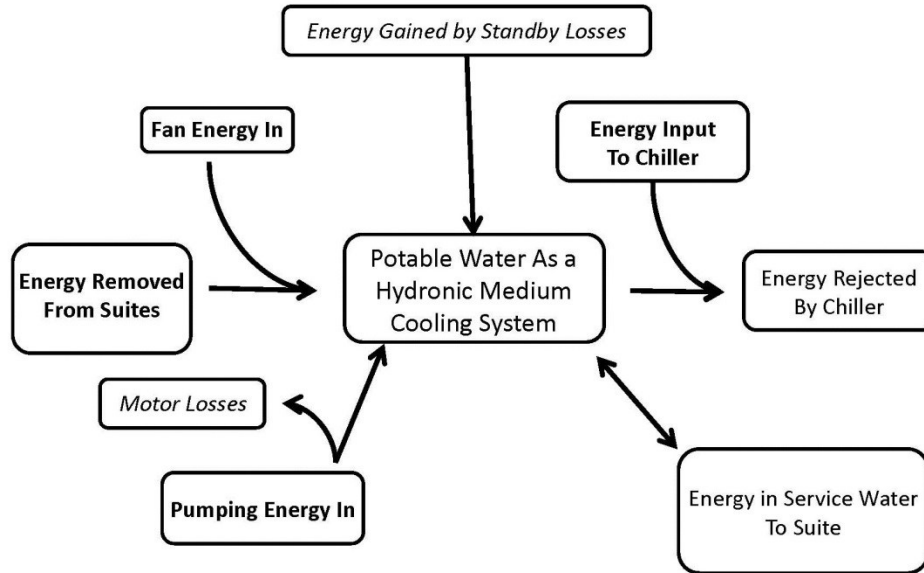 Energy Gained by Standby Losses
Fan Energy In
Energy Input
To Chiller
Energy Removed
From Suites
Potable Water As a
Hydronic Medium
Cooling System
Energy Rejected
By Chiller
Motor Losses
Pumping Energy In
Energy in Service Water
To Suite